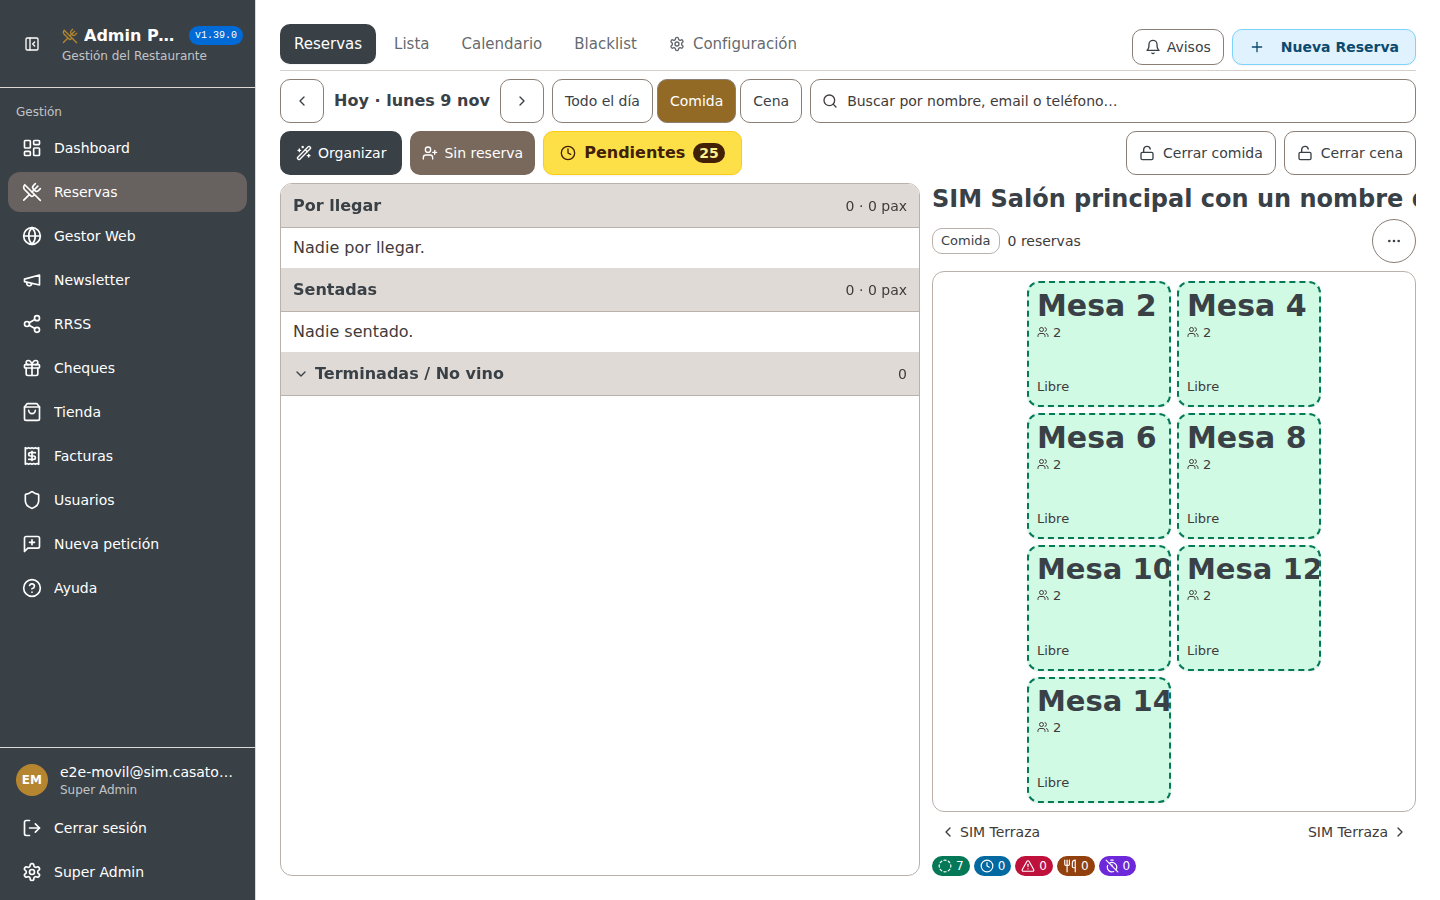 Admin P... v1.39.0
Gestión del Restaurante
Gestión
Dashboard
Reservas
Gestor Web
Newsletter
RRSS
Cheques
Tienda
Facturas
Usuarios
Nueva petición
Ayuda
EM e2e-movil@sim.casato...
Super Admin
Cerrar sesión
Super Admin
Reservas Lista Calendario Blacklist Configuración
Avisos + Nueva Reserva
Hoy · lunes 9 nov Todo el día Comida Cena Buscar por nombre, email o teléfono...
Organizar Sin reserva Pendientes 25 Cerrar comida Cerrar cena
Por llegar 0 · 0 pax
Nadie por llegar.
Sentadas 0 · 0 pax
Nadie sentado.
Terminadas / No vino 0
SIM Salón principal con un nombre
Comida 0 reservas
Mesa 2
2
Libre
Mesa 4
2
Libre
Mesa 6
2
Libre
Mesa 8
2
Libre
Mesa 10
2
Libre
Mesa 12
2
Libre
Mesa 14
2
Libre
SIM Terraza SIM Terraza
7 0 0 0 0